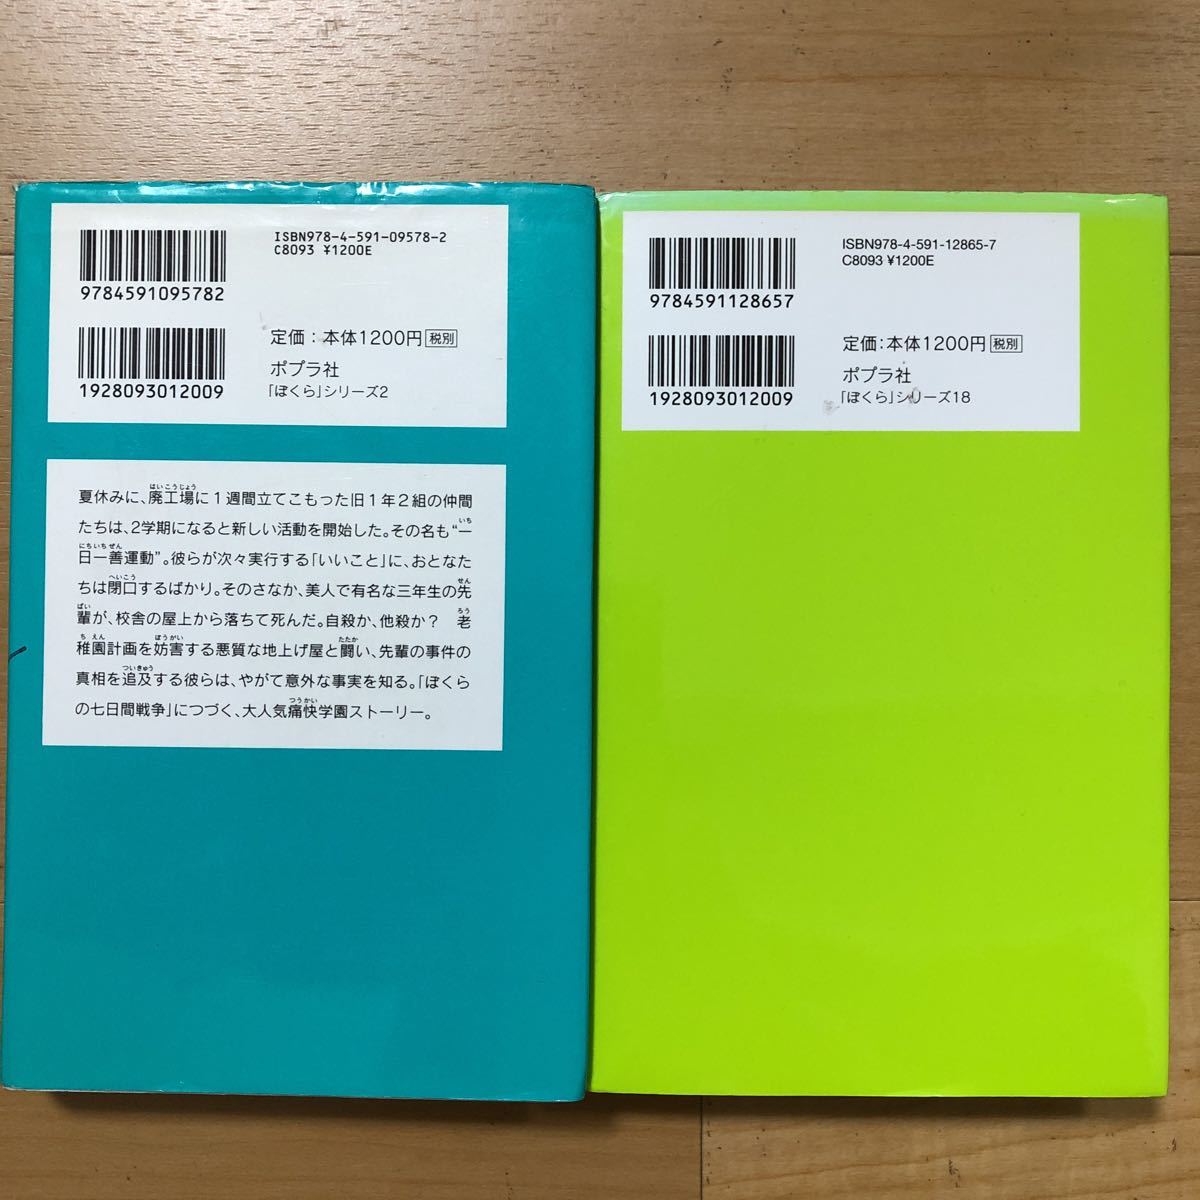 ISBN978-4-591-09578-2
C8093 ¥1200E
9784591095782
定価：本体1200円 税別
ポプラ社
「ぼくら」シリーズ2
1928093012009
夏休みに、廃工場に１週間立てこもった旧１年２組の仲間
たちは、2学期になると新しい活動を開始した。その名も“一
日一善運動”。彼らが次々実行する「いいこと」に、おとなた
ちは閉口するばかり。そのさなか、美人で有名な三年生の先
輩が、校舎の屋上から落ちて死んだ。自殺か、他殺か？　老
稚園計画を妨害する悪質な地上げ屋と闘い、先輩の事件の
真相を追及する彼らは、やがて意外な事実を知る。「ぼくら
の七日間戦争」につづく、大人気痛快学園ストーリー。
ISBN978-4-591-12865-7
C8093 ¥1200E
9784591128657
定価：本体1200円 税別
ポプラ社
「ぼくら」シリーズ18
1928093012009